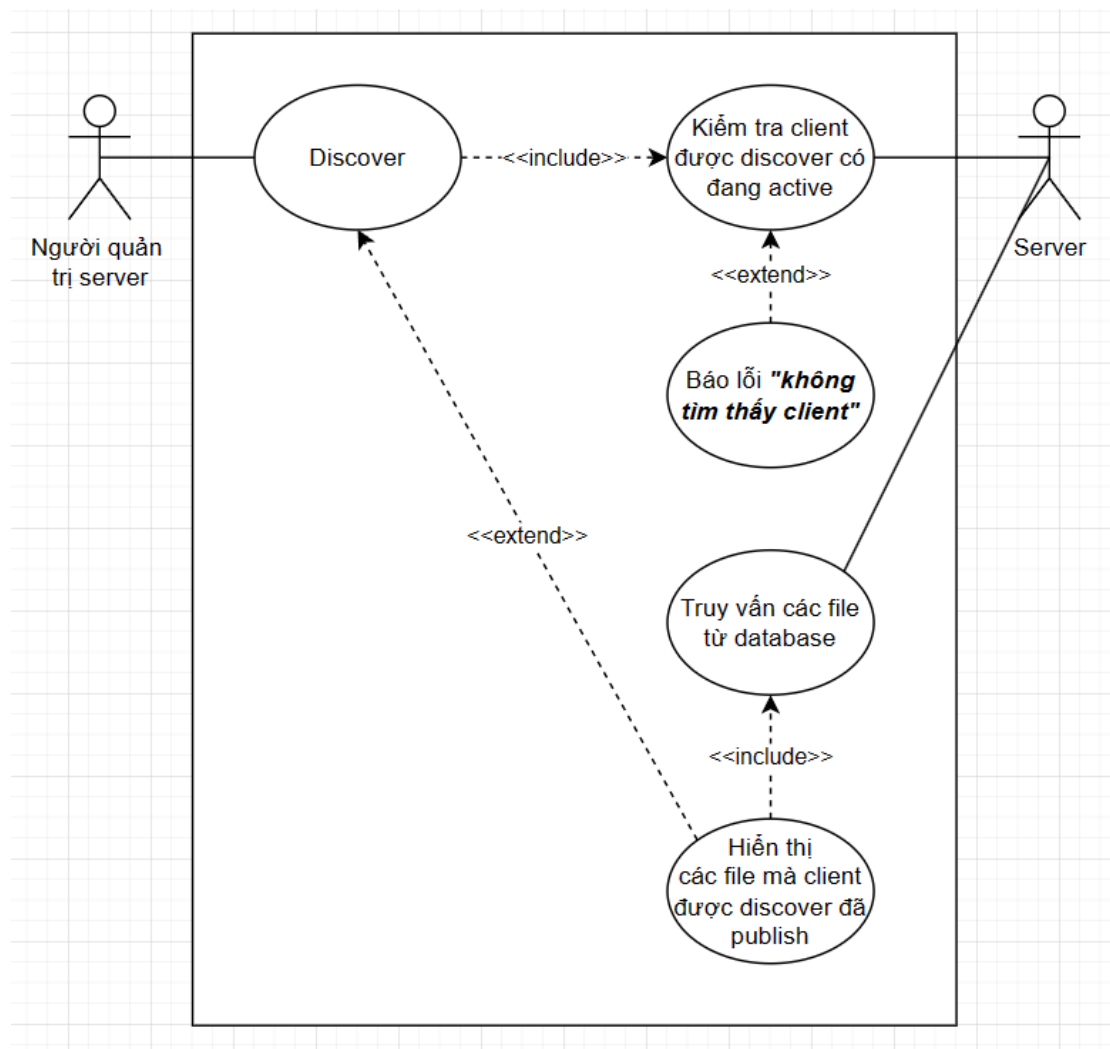 Discover
<<include>>
Kiểm tra client
được discover có
đang active
Người quản
trị server
Server
<<extend>>
Báo lỗi "không
tìm thấy client"
<<extend>>
Truy vấn các file
từ database
<<include>>
Hiển thị
các file mà client
được discover đã
publish